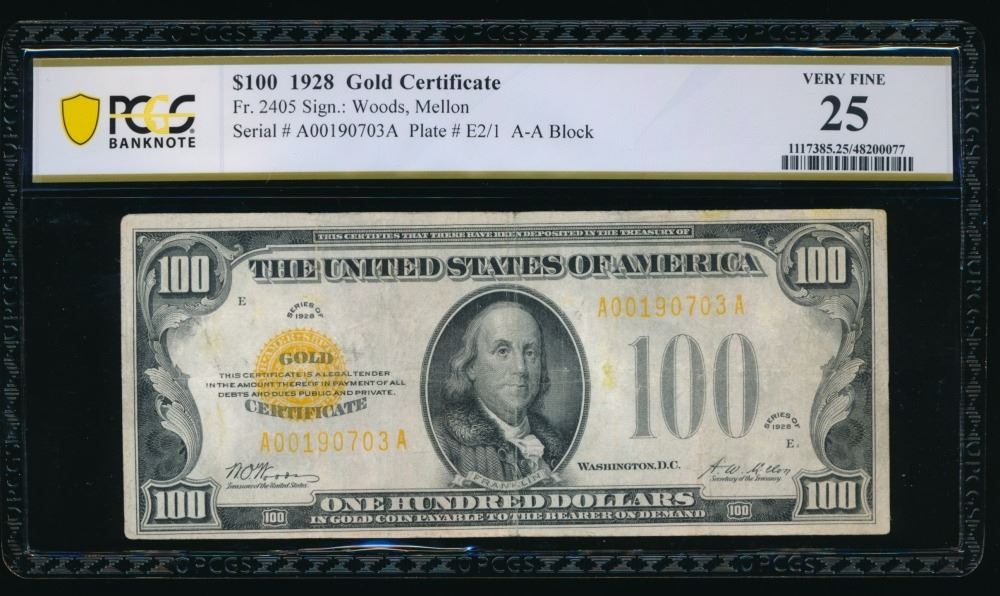 $100 1928 Gold Certificate
Fr. 2405 Sign.: Woods, Mellon
Serial # A00190703A Plate # E2/1 A-A Block
PCGS
BANKNOTE
VERY FINE
25
1117385.25/48200077
THIS CERTIFIES THAT THERE HAVE BEEN DEPOSITED IN THE TREASURY OF
100 THE UNITED STATES OF AMERICA 100
E
SERIES OF
1928
A00190703A
GOLD
THIS CERTIFICATE IS A LEGAL TENDER
IN THE AMOUNT THEREOF IN PAYMENT OF ALL
DEBTS AND DUES PUBLIC AND PRIVATE.
CERTIFICATE
100
A00190703A
SERIES OF
1928
E
W.O. Woods
Treasurer of the United States
FRANKLIN
WASHINGTON, D.C.
A. W. Mellon
Secretary of the Treasury
100 ONE HUNDRED DOLLARS 100
100 IN GOLD COIN PAYABLE TO THE BEARER ON DEMAND 100